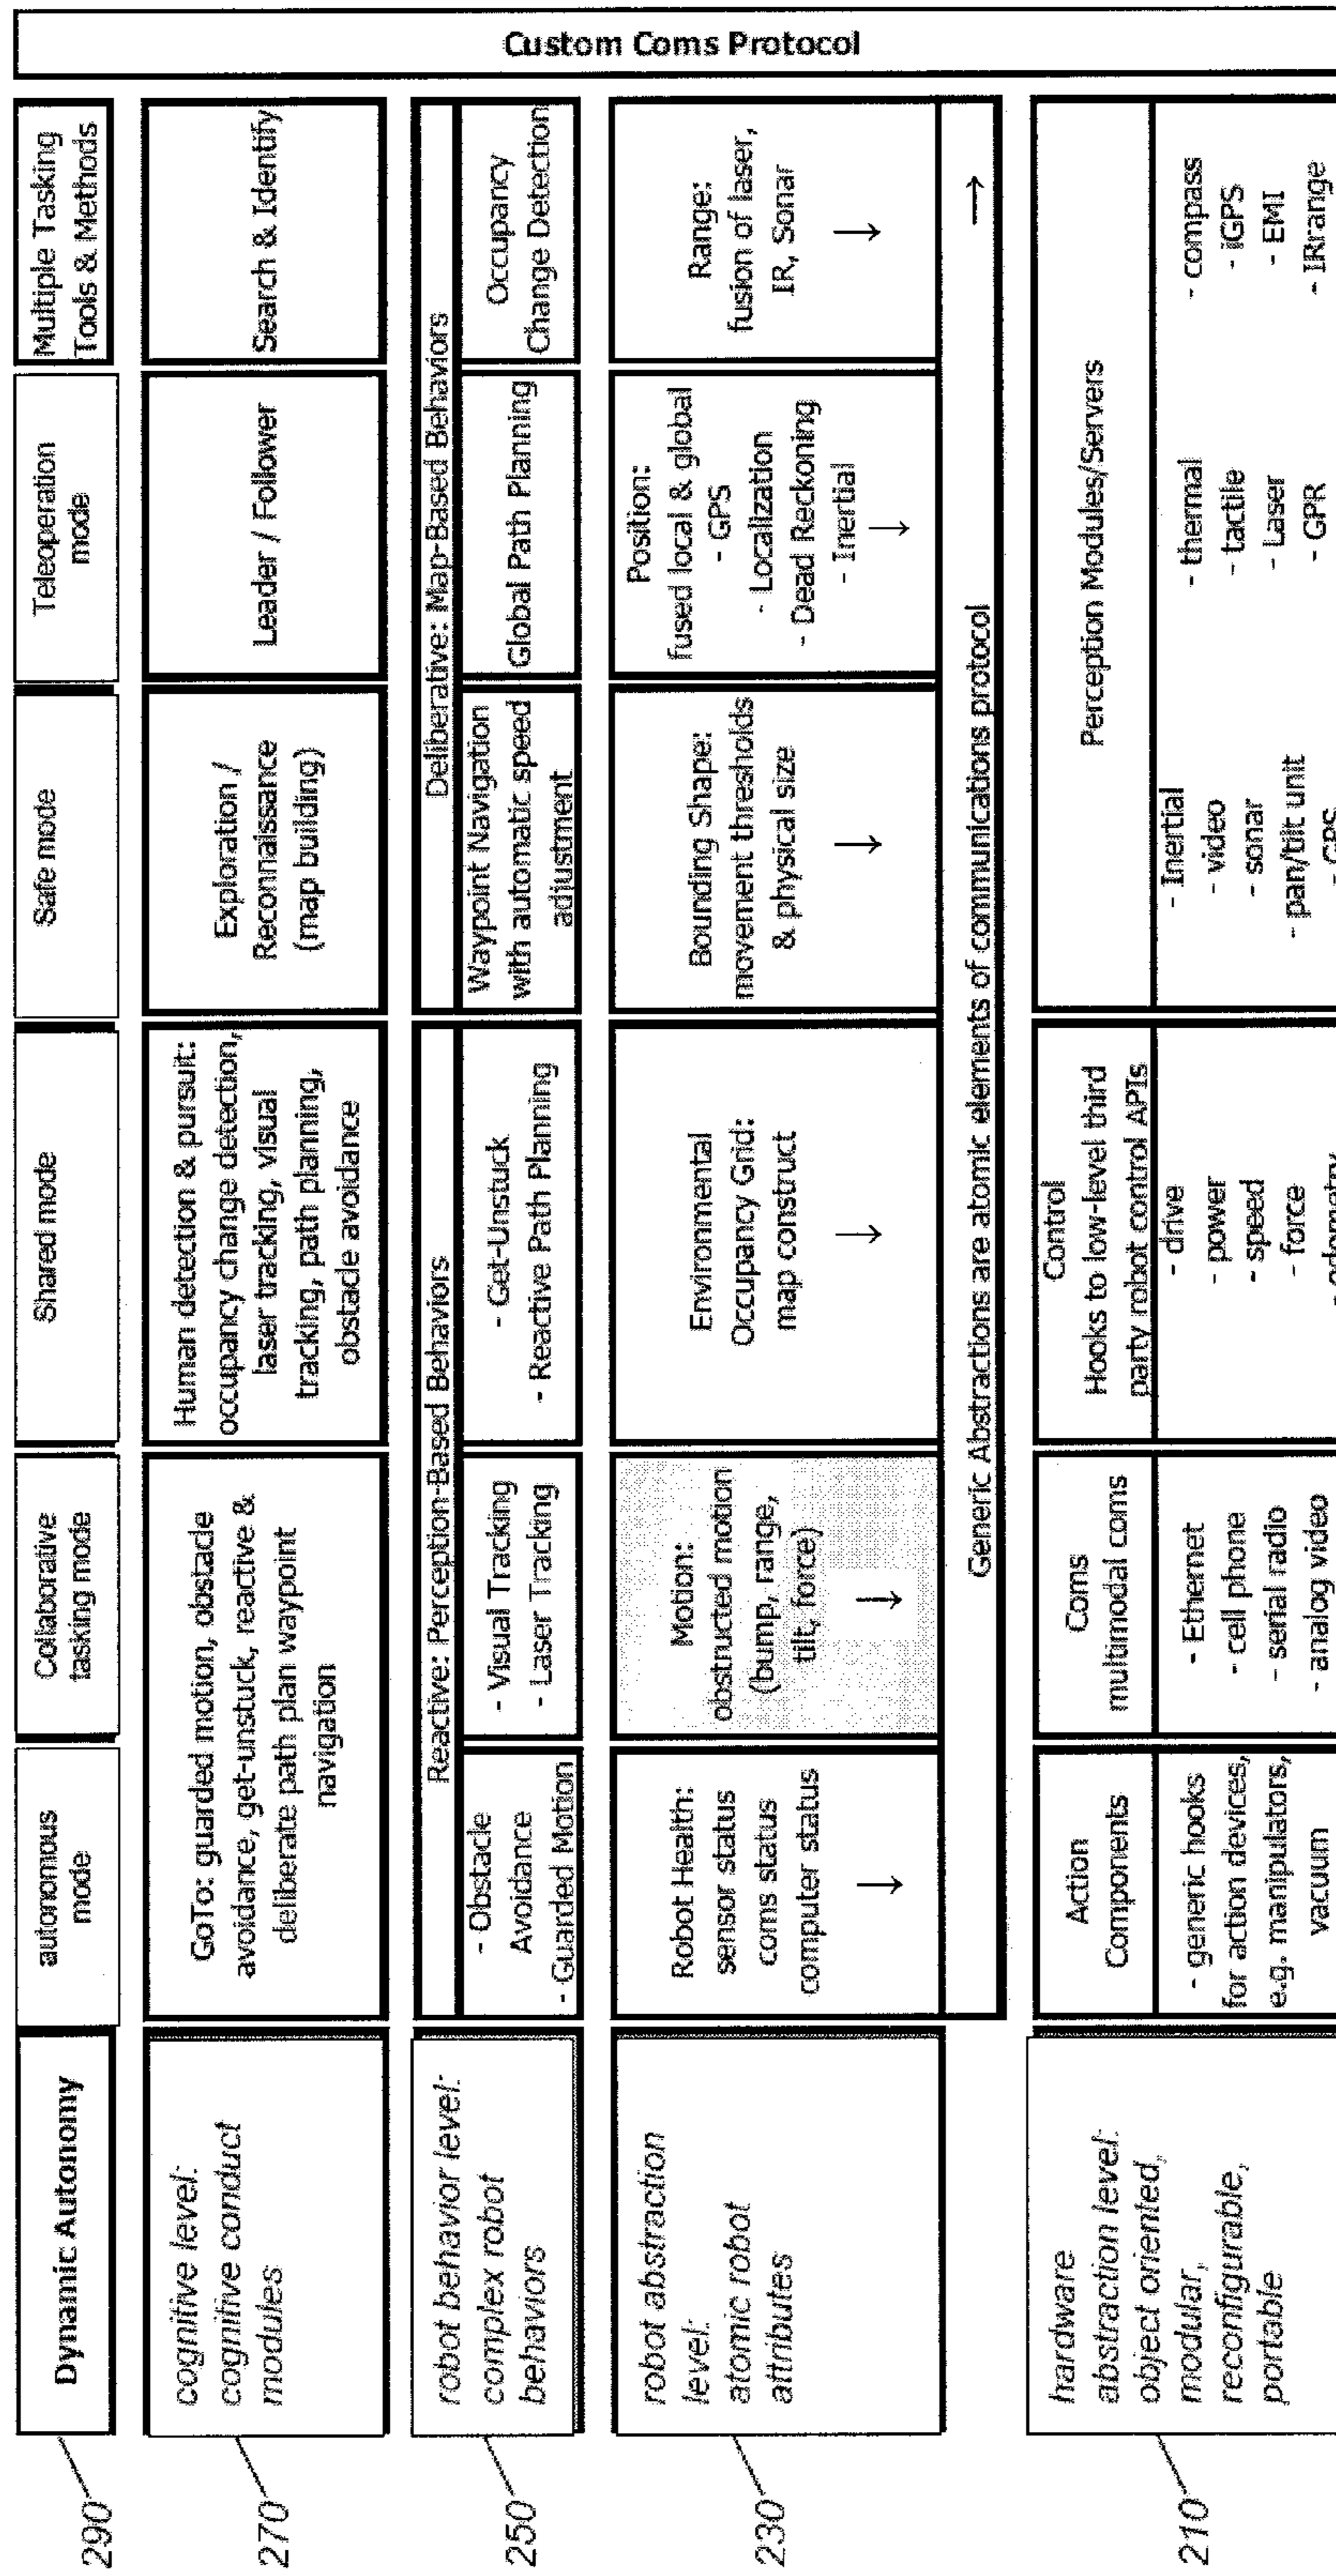 290
Dynamic Autonomy
autonomous
mode
Collaborative
tasking mode
Shared mode
Safe mode
Teleoperation
mode
Multiple Tasking
Tools & Methods
Custom Coms Protocol
270
cognitive level:
cognitive conduct
modules
GoTo: guarded motion, obstacle
avoidance, get-unstuck, reactive &
deliberate path plan waypoint
navigation
Human detection & pursuit:
occupancy change detection,
laser tracking, visual
tracking, path planning,
obstacle avoidance
Exploration /
Reconnaissance
(map building)
Leader / Follower
Search & Identify
250
robot behavior level:
complex robot
behaviors
Reactive: Perception-Based Behaviors
- Obstacle
Avoidance
- Guarded Motion
- Visual Tracking
- Laser Tracking
- Get-Unstuck
- Reactive Path Planning
Deliberative: Map-Based Behaviors
Waypoint Navigation
with automatic speed
adjustment
Global Path Planning
Occupancy
Change Detection
230
robot abstraction
level:
atomic robot
attributes
Robot Health:
sensor status
coms status
computer status
↓
Motion:
obstructed motion
(bump, range,
tilt, force)
↓
Environmental
Occupancy Grid:
map construct
↓
Bounding Shape:
movement thresholds
& physical size
↓
Position:
fused local & global
- GPS
- Localization
- Dead Reckoning
- Inertial
↓
Range:
fusion of laser,
IR, Sonar
↓
Generic Abstractions are atomic elements of communications protocol →
210
hardware
abstraction level:
object oriented,
modular,
reconfigurable,
portable
Action
Components
- generic hooks
for action devices,
e.g. manipulators,
vacuum
Coms
multimodal coms
- Ethernet
- cell phone
- serial radio
- analog video
Control
Hooks to low-level third
party robot control APIs
- drive
- power
- speed
- force
- odometry
Perception Modules/Servers
- Inertial
- video
- sonar
- pan/tilt unit
- GPS
- thermal
- tactile
- Laser
- GPR
- compass
- iGPS
- EMI
- IRrange